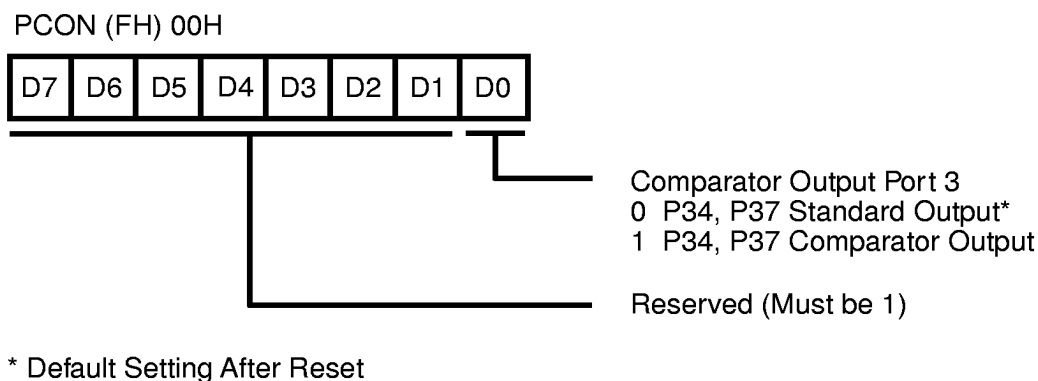 PCON (FH) 00H
D7 D6 D5 D4 D3 D2 D1 D0
Comparator Output Port 3
0 P34, P37 Standard Output*
1 P34, P37 Comparator Output
Reserved (Must be 1)
* Default Setting After Reset